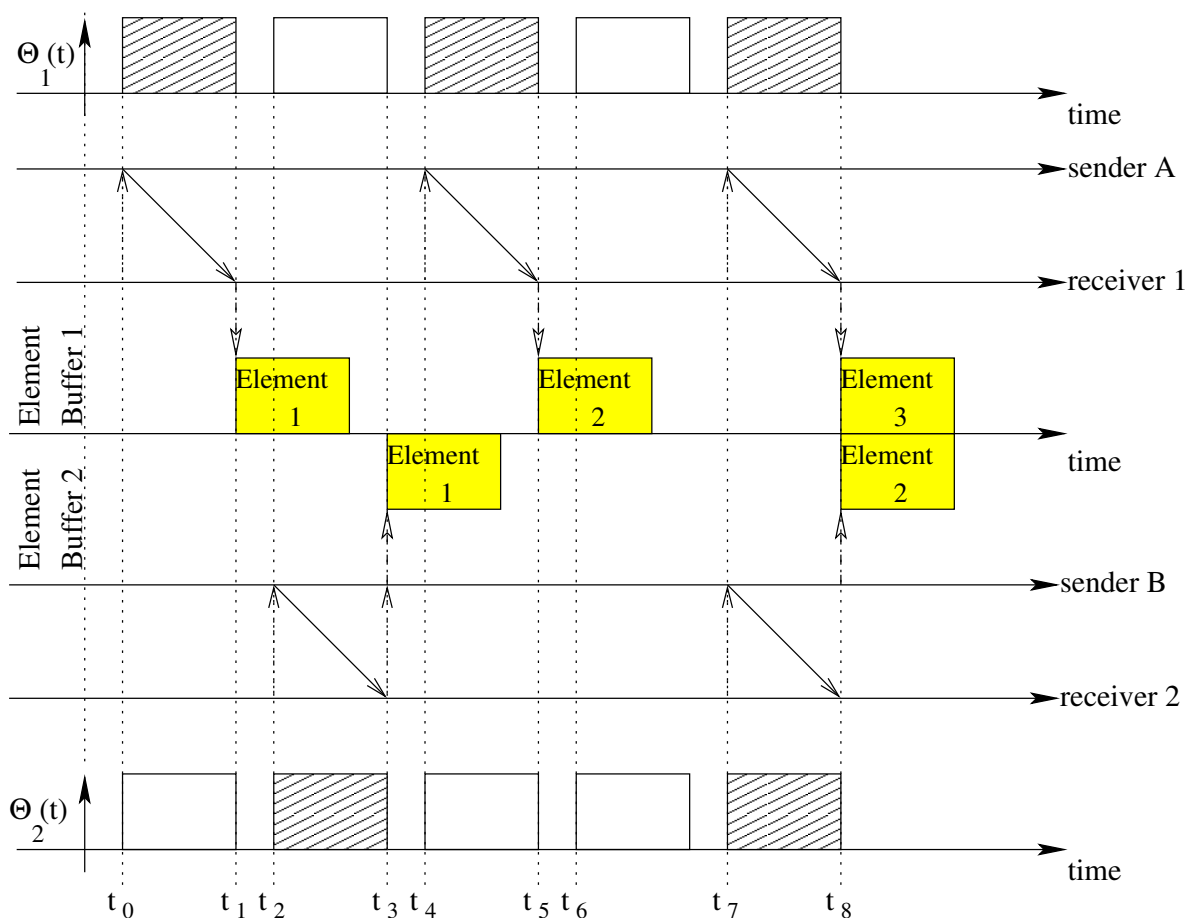 Θ1(t)
time
sender A
receiver 1
Element
Buffer 1
Element
1
Element
2
Element
3
time
Element
Buffer 2
Element
1
Element
2
sender B
receiver 2
Θ2(t)
time
t0 t1 t2 t3 t4 t5 t6 t7 t8